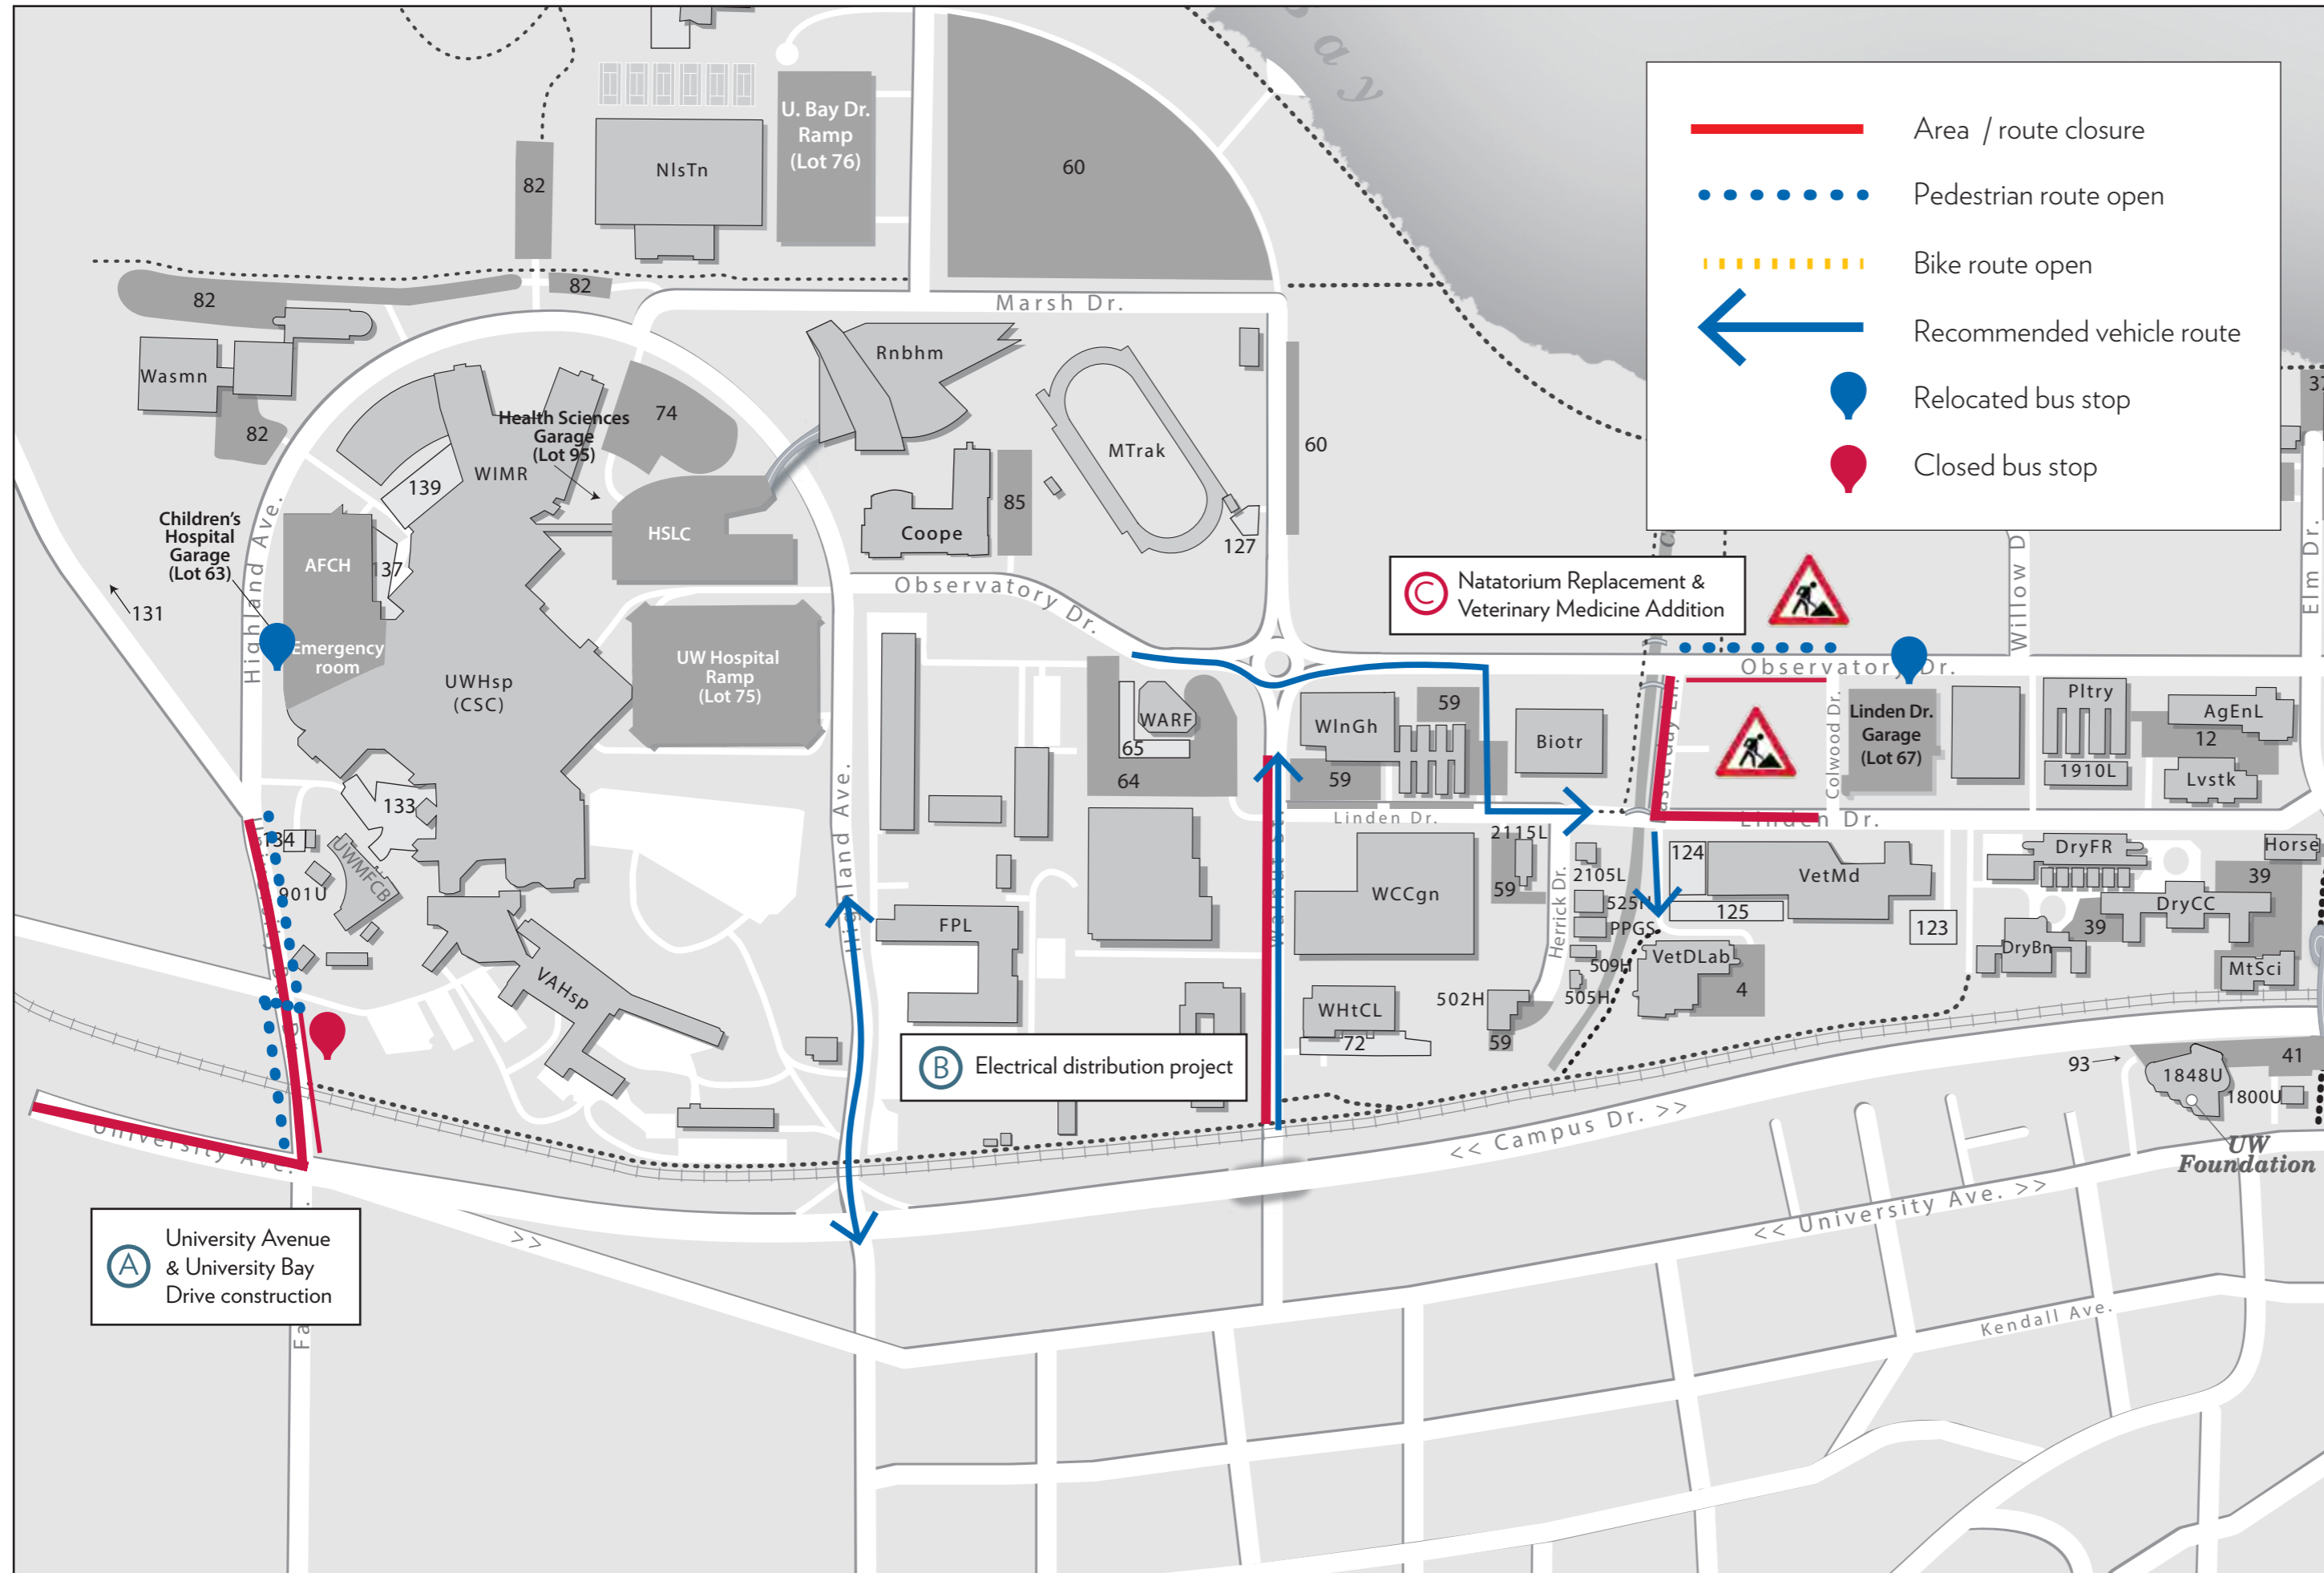 ay
Area / route closure
Pedestrian route open
Bike route open
Recommended vehicle route
Relocated bus stop
Closed bus stop
U. Bay Dr.
Ramp
(Lot 76)
NlsTn
60
82
82
82
Marsh Dr.
Rnbhm
Wasmn
82
74
Health Sciences
Garage
(Lot 95)
WIMR
139
MTrak
60
85
Coope
127
HSLC
Highland Ave.
Children's
Hospital
Garage
(Lot 63)
AFCH
137
131
Emergency
room
UWHsp
(CSC)
UW Hospital
Ramp
(Lot 75)
Observatory Dr.
C
Natatorium Replacement &
Veterinary Medicine Addition
Observatory Dr.
Willow D
Elm Dr.
37
WARF
65
64
WlnGh
59
59
Biotr
Colwood Dr.
Linden Dr.
Garage
(Lot 67)
Pltry
1910L
AgEnL
12
Lvstk
Linden Dr.
Linden Dr.
133
134
UWMFCB
901U
Highland Ave.
Walnut St.
FPL
VAHsp
WCCgn
2115L
59
2105L
525H
PPGS
509H
505H
Herrick Dr.
124
VetMd
125
123
VetDLab
4
DryFR
Horse
39
DryCC
39
DryBn
MtSci
WHtCL
72
502H
59
B
Electrical distribution project
93
1848U
41
1800U
UW
Foundation
University Ave.
<< Campus Dr. >>
<< University Ave. >>
>>
A
University Avenue
& University Bay
Drive construction
Fa
Kendall Ave.